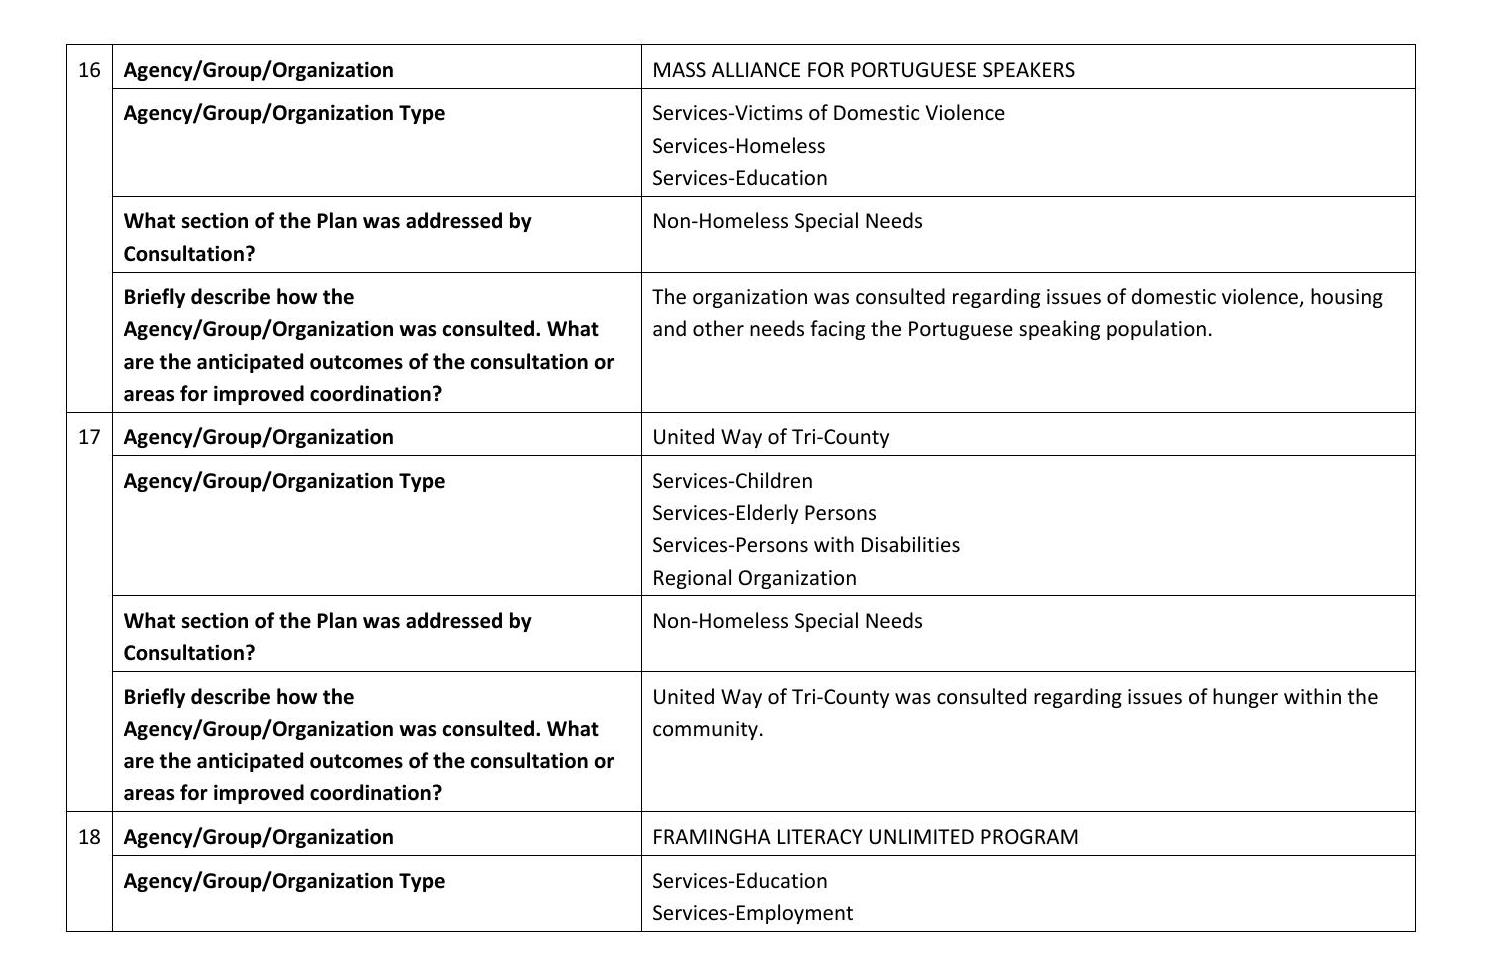 16 Agency/Group/Organization MASS ALLIANCE FOR PORTUGUESE SPEAKERS
Agency/Group/Organization Type Services-Victims of Domestic Violence
Services-Homeless
Services-Education
What section of the Plan was addressed by Non-Homeless Special Needs
Consultation?
Briefly describe how the The organization was consulted regarding issues of domestic violence, housing
Agency/Group/Organization was consulted. What and other needs facing the Portuguese speaking population.
are the anticipated outcomes of the consultation or
areas for improved coordination?
17 Agency/Group/Organization United Way of Tri-County
Agency/Group/Organization Type Services-Children
Services-Elderly Persons
Services-Persons with Disabilities
Regional Organization
What section of the Plan was addressed by Non-Homeless Special Needs
Consultation?
Briefly describe how the United Way of Tri-County was consulted regarding issues of hunger within the
Agency/Group/Organization was consulted. What community.
are the anticipated outcomes of the consultation or
areas for improved coordination?
18 Agency/Group/Organization FRAMINGHA LITERACY UNLIMITED PROGRAM
Agency/Group/Organization Type Services-Education
Services-Employment